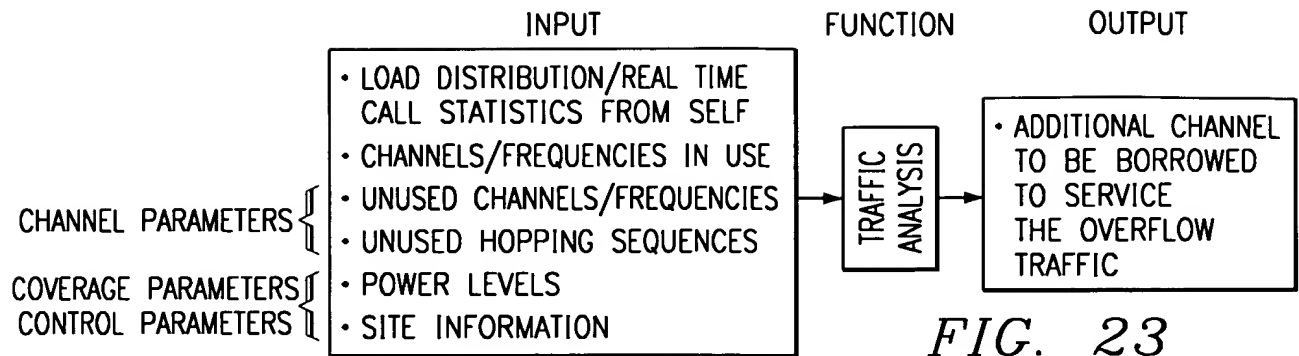 INPUT
FUNCTION
OUTPUT
• LOAD DISTRIBUTION/REAL TIME
CALL STATISTICS FROM SELF
• CHANNELS/FREQUENCIES IN USE
• UNUSED CHANNELS/FREQUENCIES
• UNUSED HOPPING SEQUENCES
• POWER LEVELS
• SITE INFORMATION
CHANNEL PARAMETERS
COVERAGE PARAMETERS
CONTROL PARAMETERS
TRAFFIC
ANALYSIS
• ADDITIONAL CHANNEL
TO BE BORROWED
TO SERVICE
THE OVERFLOW
TRAFFIC
FIG. 23